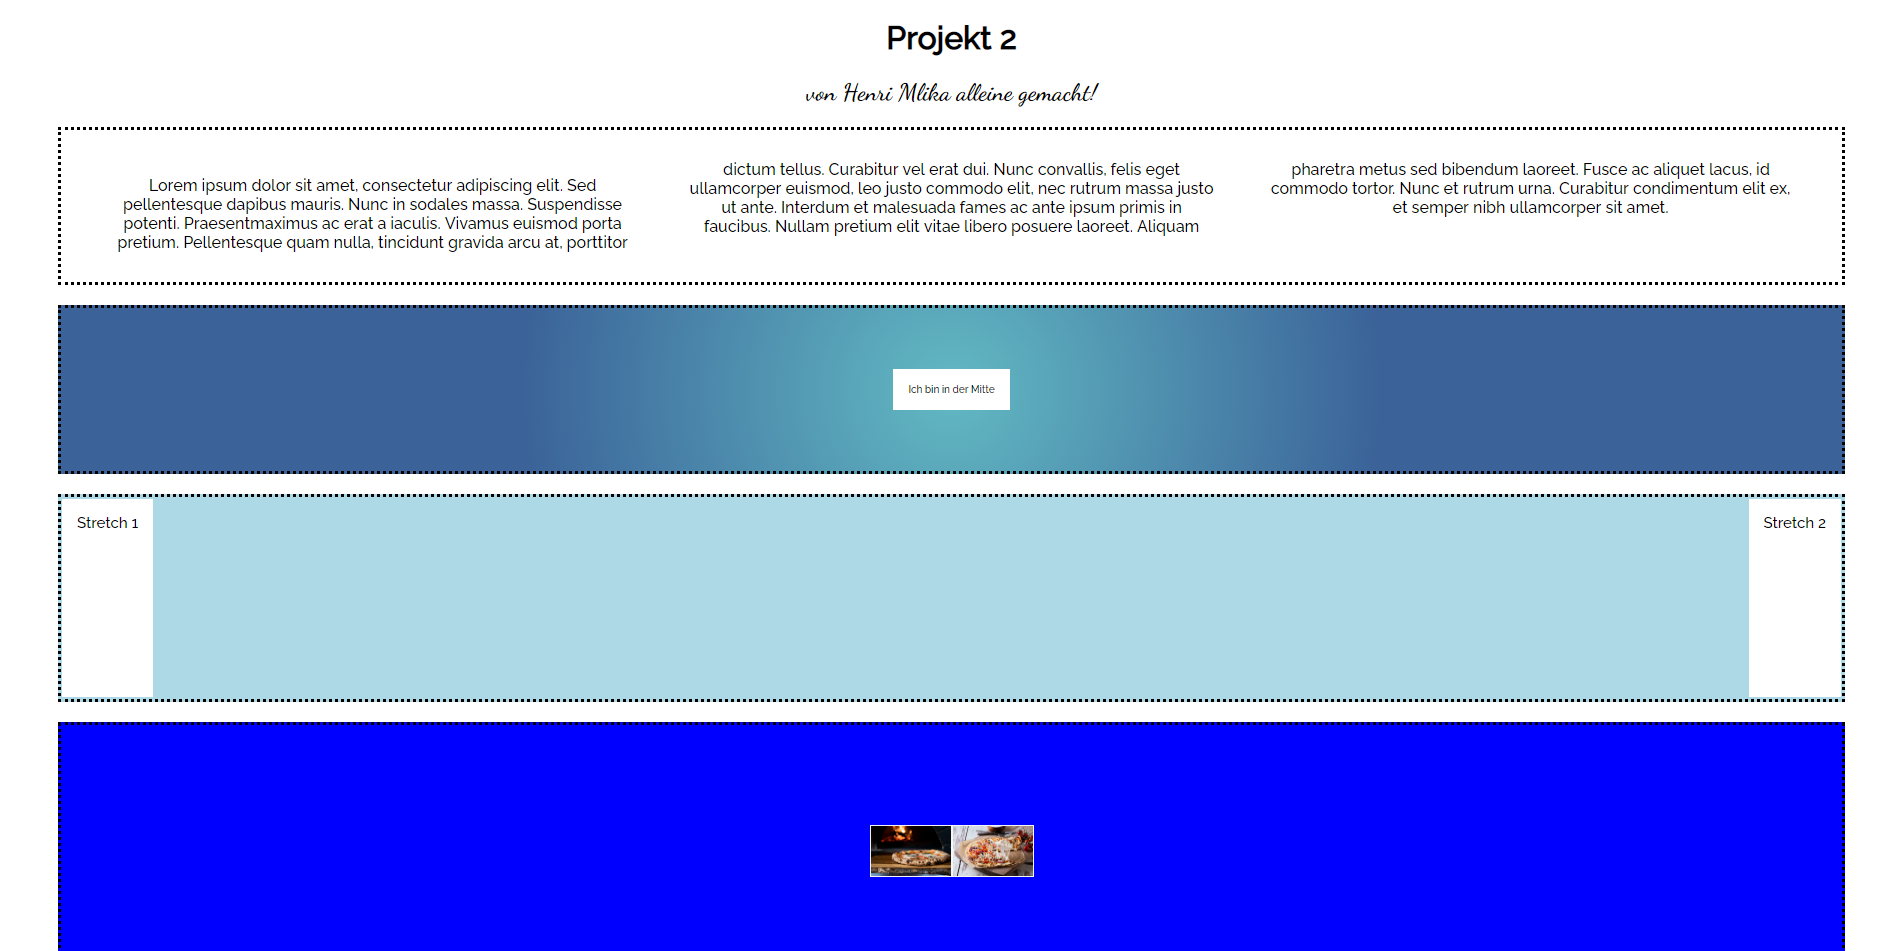 Projekt 2
von Henri Mlika alleine gemacht!
Lorem ipsum dolor sit amet, consectetur adipiscing elit. Sed
pellentesque dapibus mauris. Nunc in sodales massa. Suspendisse
potenti. Praesentmaximus ac erat a iaculis. Vivamus euismod porta
pretium. Pellentesque quam nulla, tincidunt gravida arcu at, porttitor
dictum tellus. Curabitur vel erat dui. Nunc convallis, felis eget
ullamcorper euismod, leo justo commodo elit, nec rutrum massa justo
ut ante. Interdum et malesuada fames ac ante ipsum primis in
faucibus. Nullam pretium elit vitae libero posuere laoreet. Aliquam
pharetra metus sed bibendum laoreet. Fusce ac aliquet lacus, id
commodo tortor. Nunc et rutrum urna. Curabitur condimentum elit ex,
et semper nibh ullamcorper sit amet.
Ich bin in der Mitte
Stretch 1
Stretch 2